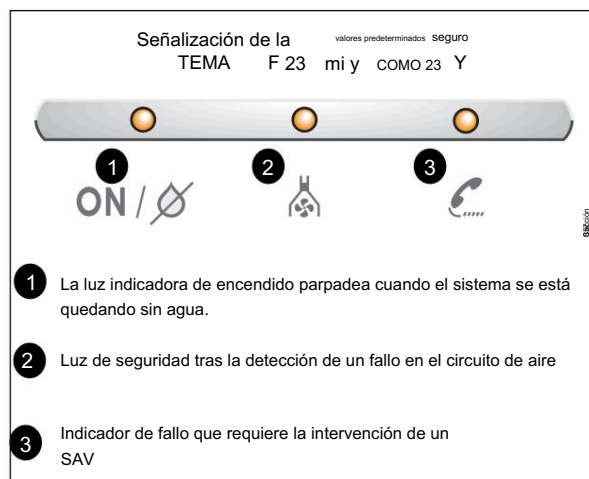 Señalización de la valores predeterminados seguro
TEMA F 23 mi y COMO 23 Y
1 2 3
ON /
1 La luz indicadora de encendido parpadea cuando el sistema se está
quedando sin agua.
2 Luz de seguridad tras la detección de un fallo en el circuito de aire
3 Indicador de fallo que requiere la intervención de un
SAV